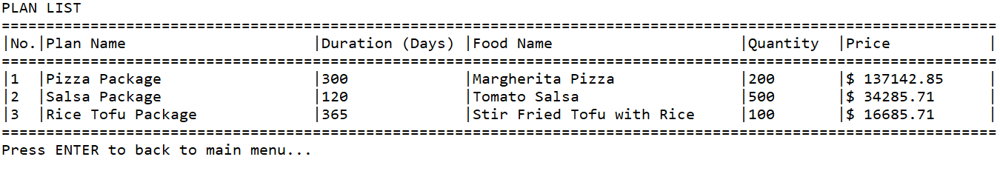 PLAN LIST
================================================================================================================
|No.|Plan Name                     |Duration (Days) |Food Name                     |Quantity  |Price           |
================================================================================================================
|1  |Pizza Package                 |300             |Margherita Pizza              |200       |$ 137142.85     |
|2  |Salsa Package                 |120             |Tomato Salsa                  |500       |$ 34285.71      |
|3  |Rice Tofu Package             |365             |Stir Fried Tofu with Rice     |100       |$ 16685.71      |
================================================================================================================
Press ENTER to back to main menu...